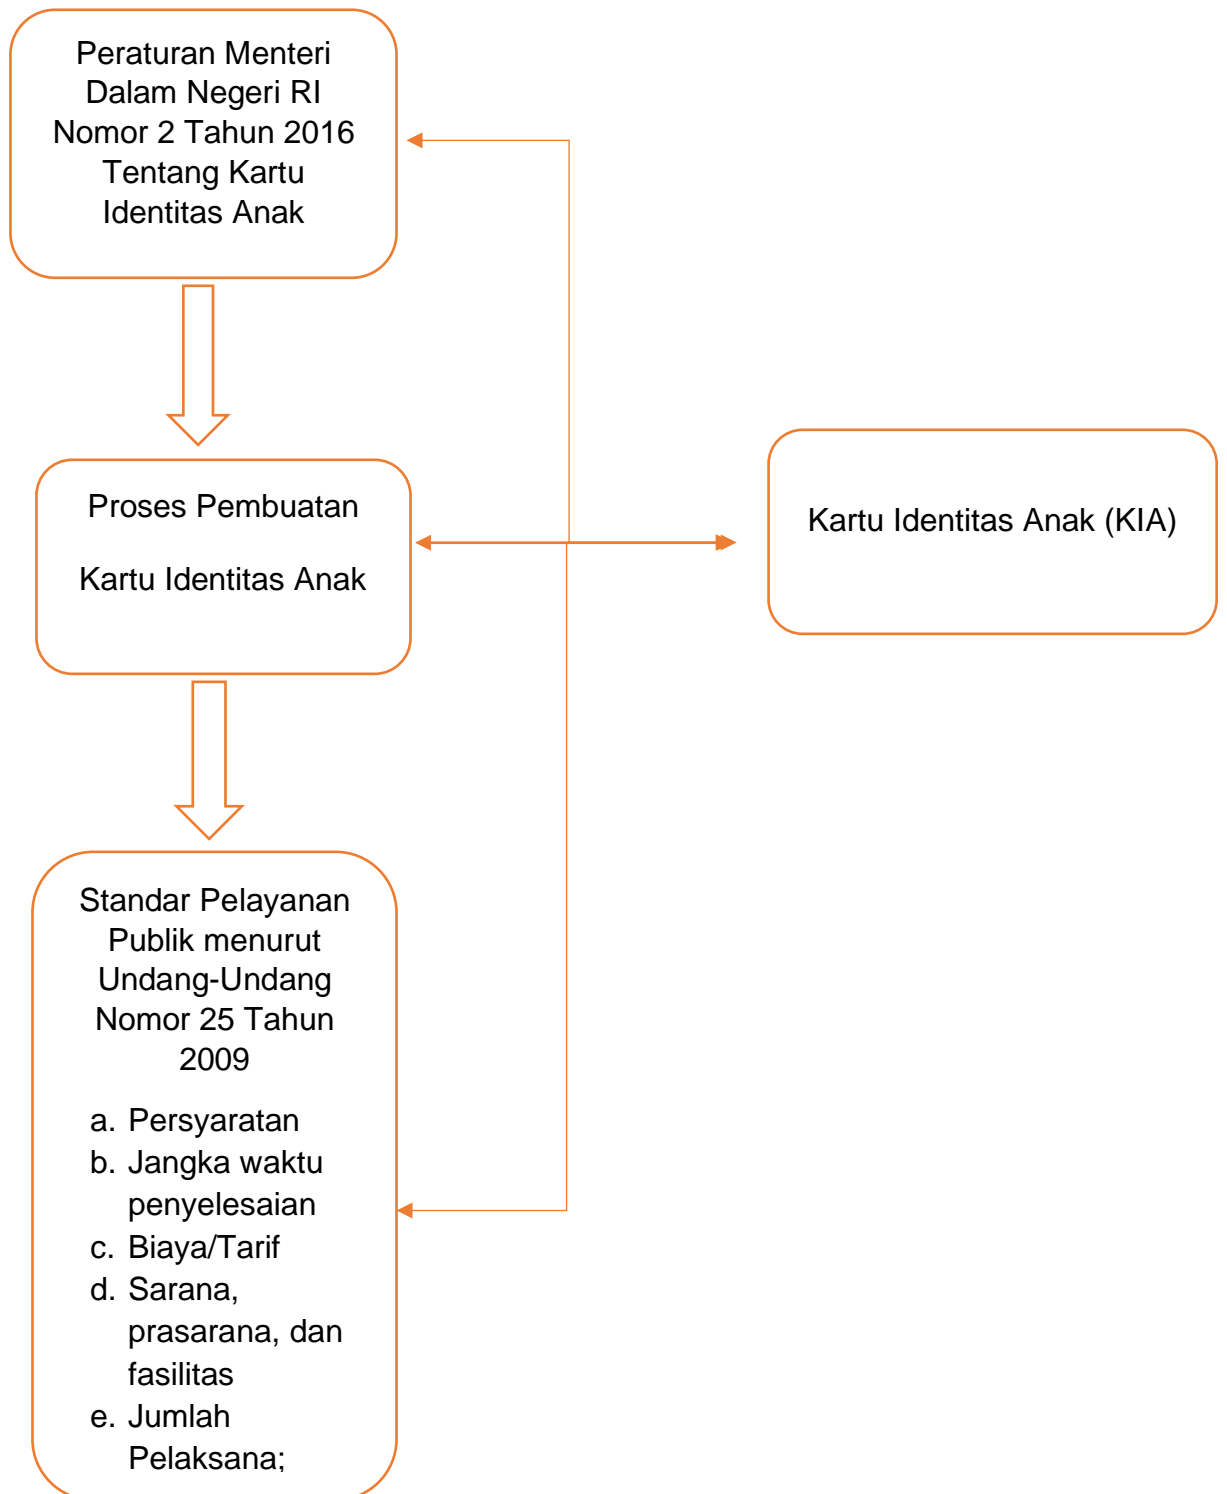 Peraturan Menteri
Dalam Negeri RI
Nomor 2 Tahun 2016
Tentang Kartu
Identitas Anak
Proses Pembuatan
Kartu Identitas Anak
Kartu Identitas Anak (KIA)
Standar Pelayanan
Publik menurut
Undang-Undang
Nomor 25 Tahun
2009
a. Persyaratan
b. Jangka waktu
penyelesaian
c. Biaya/Tarif
d. Sarana,
prasarana, dan
fasilitas
e. Jumlah
Pelaksana;